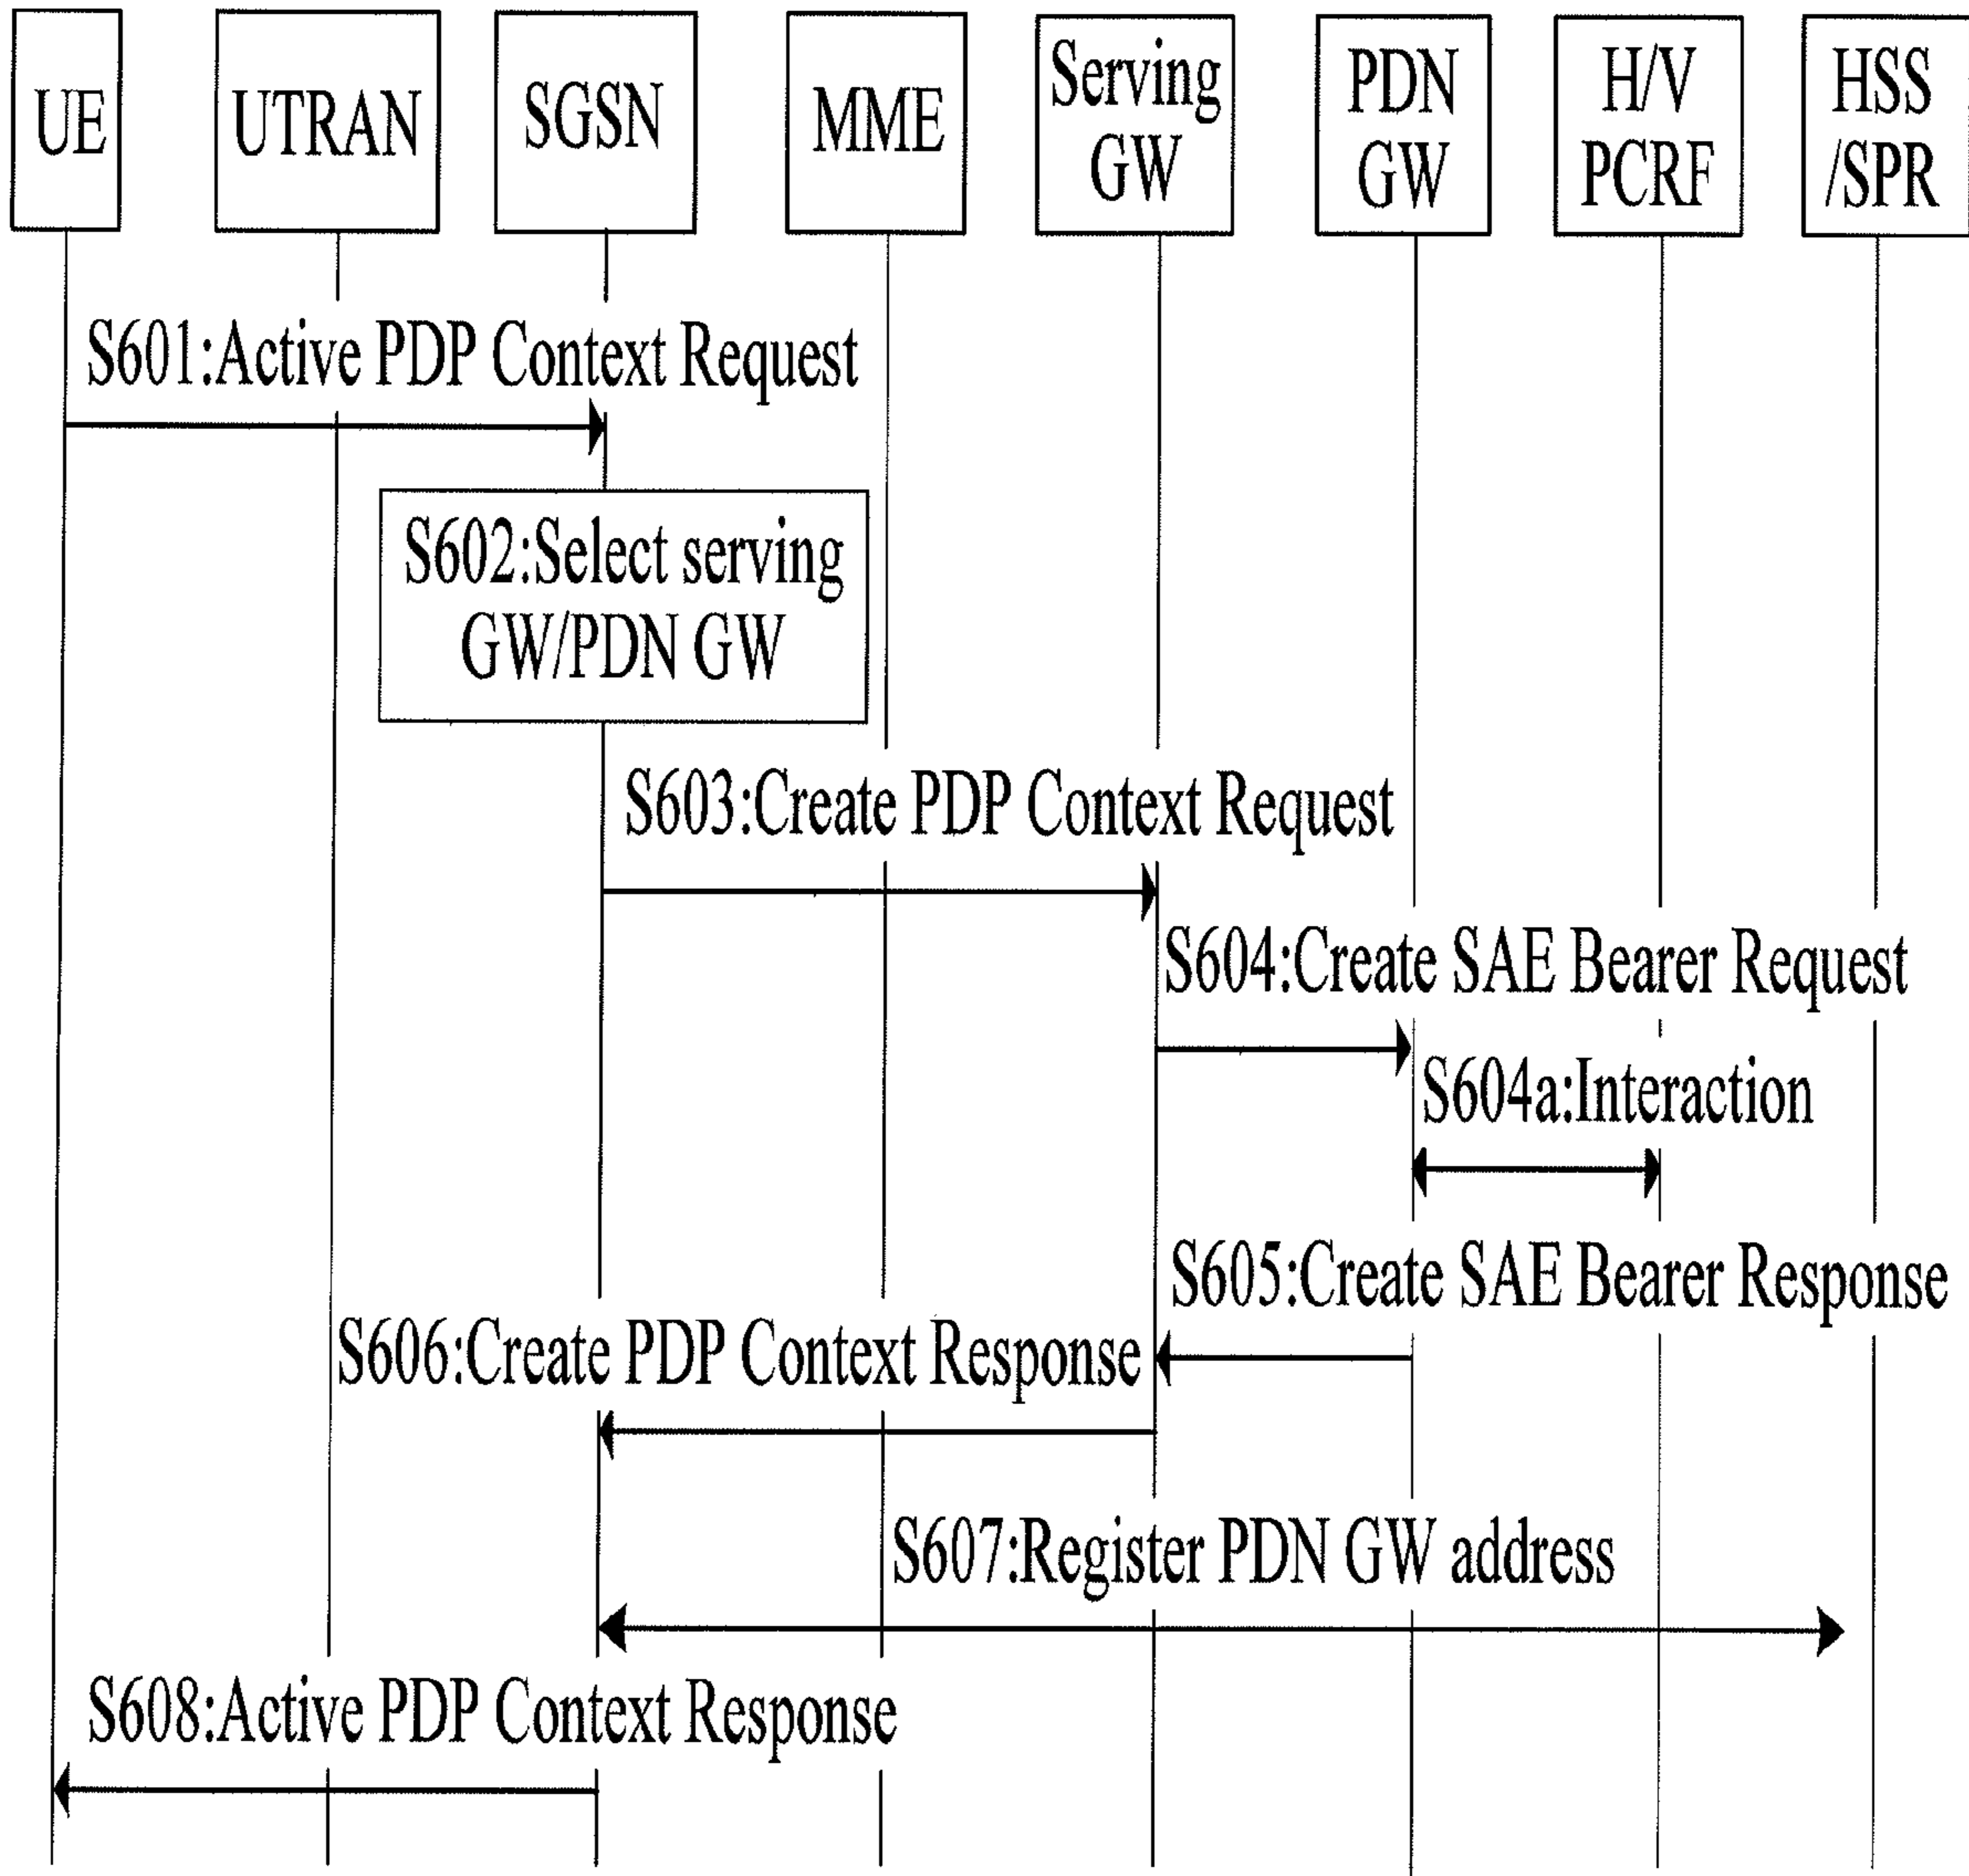 UE
UTRAN
SGSN
MME
Serving
GW
PDN
GW
H/V
PCRF
HSS
/SPR
S601:Active PDP Context Request
S602:Select serving
GW/PDN GW
S603:Create PDP Context Request
S604:Create SAE Bearer Request
S604a:Interaction
S605:Create SAE Bearer Response
S606:Create PDP Context Response
S607:Register PDN GW address
S608:Active PDP Context Response